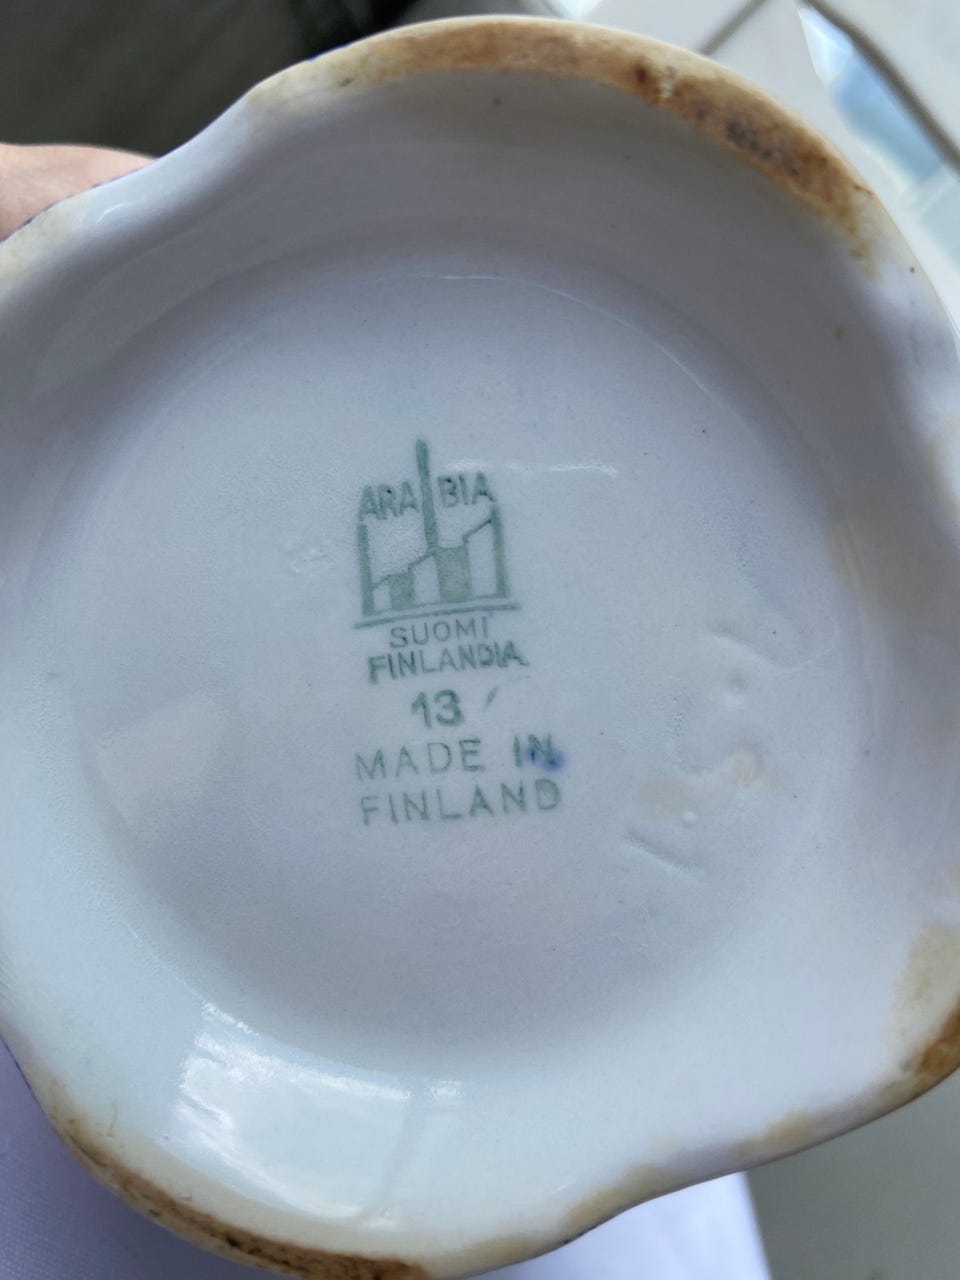 ARABIA
SUOMI
FINLANDIA
13
MADE IN
FINLAND